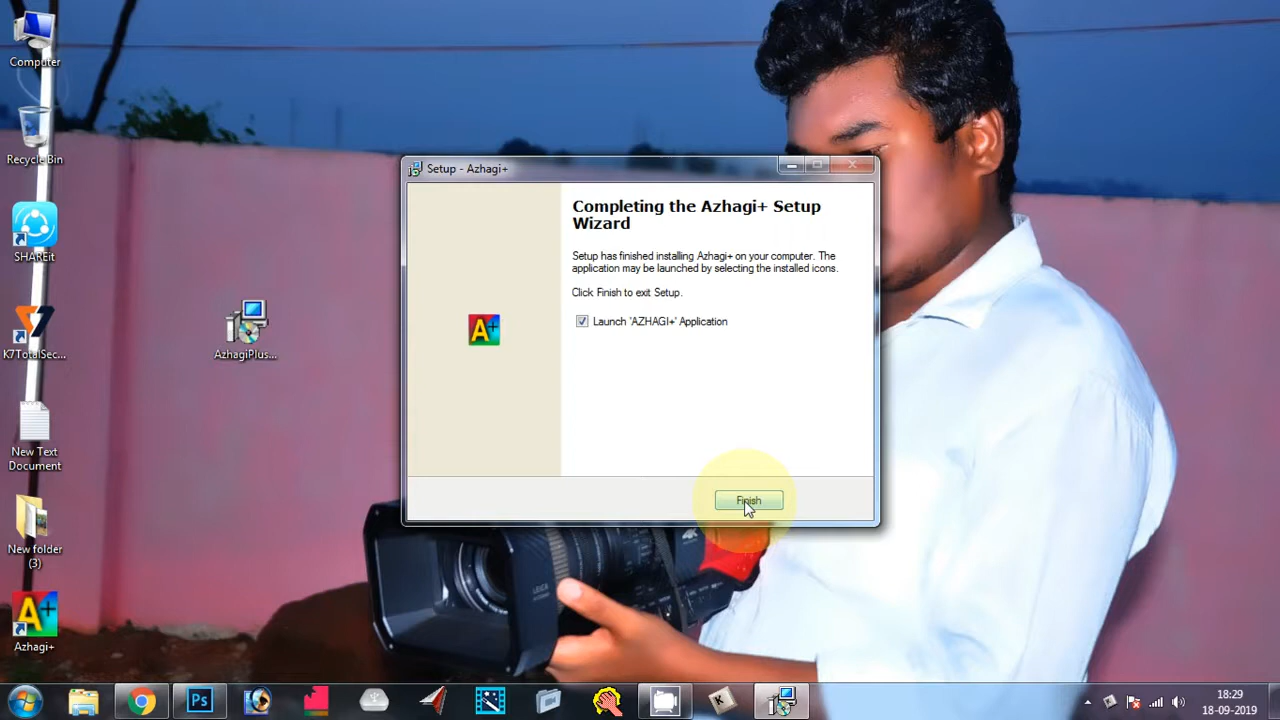 Computer
Recycle Bin
SHAREit
K7TotalSec...
New Text
Document
New folder
(3)
A+
Azhagi+
AzhagiPlus...
Setup - Azhagi+
Completing the Azhagi+ Setup
Wizard
Setup has finished installing Azhagi+ on your computer. The
application may be launched by selecting the installed icons.
Click Finish to exit Setup.
Launch 'AZHAGI+' Application
A+
Finish
Ps
K
18:29
18-09-2019